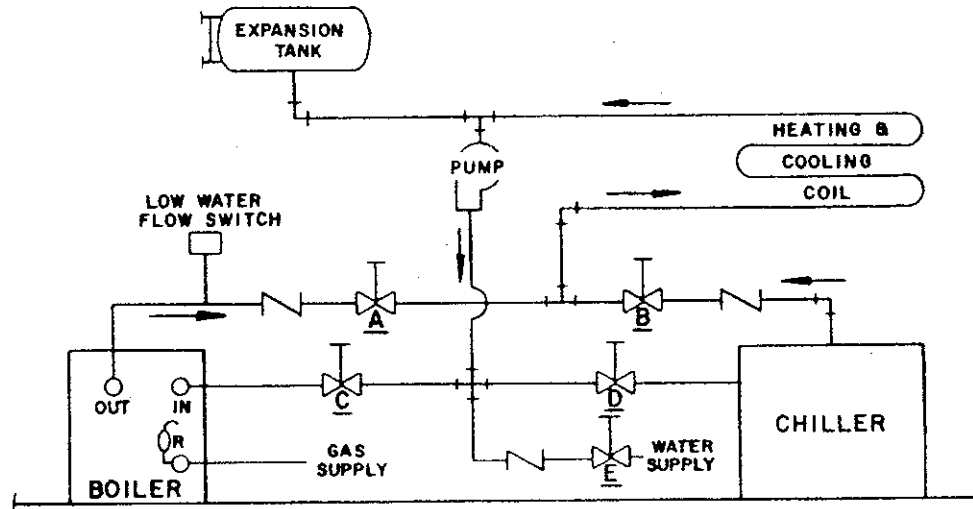 EXPANSION
TANK
HEATING &
COOLING
COIL
PUMP
LOW WATER
FLOW SWITCH
A
B
OUT
IN
C
D
R
GAS
SUPPLY
BOILER
E
WATER
SUPPLY
CHILLER